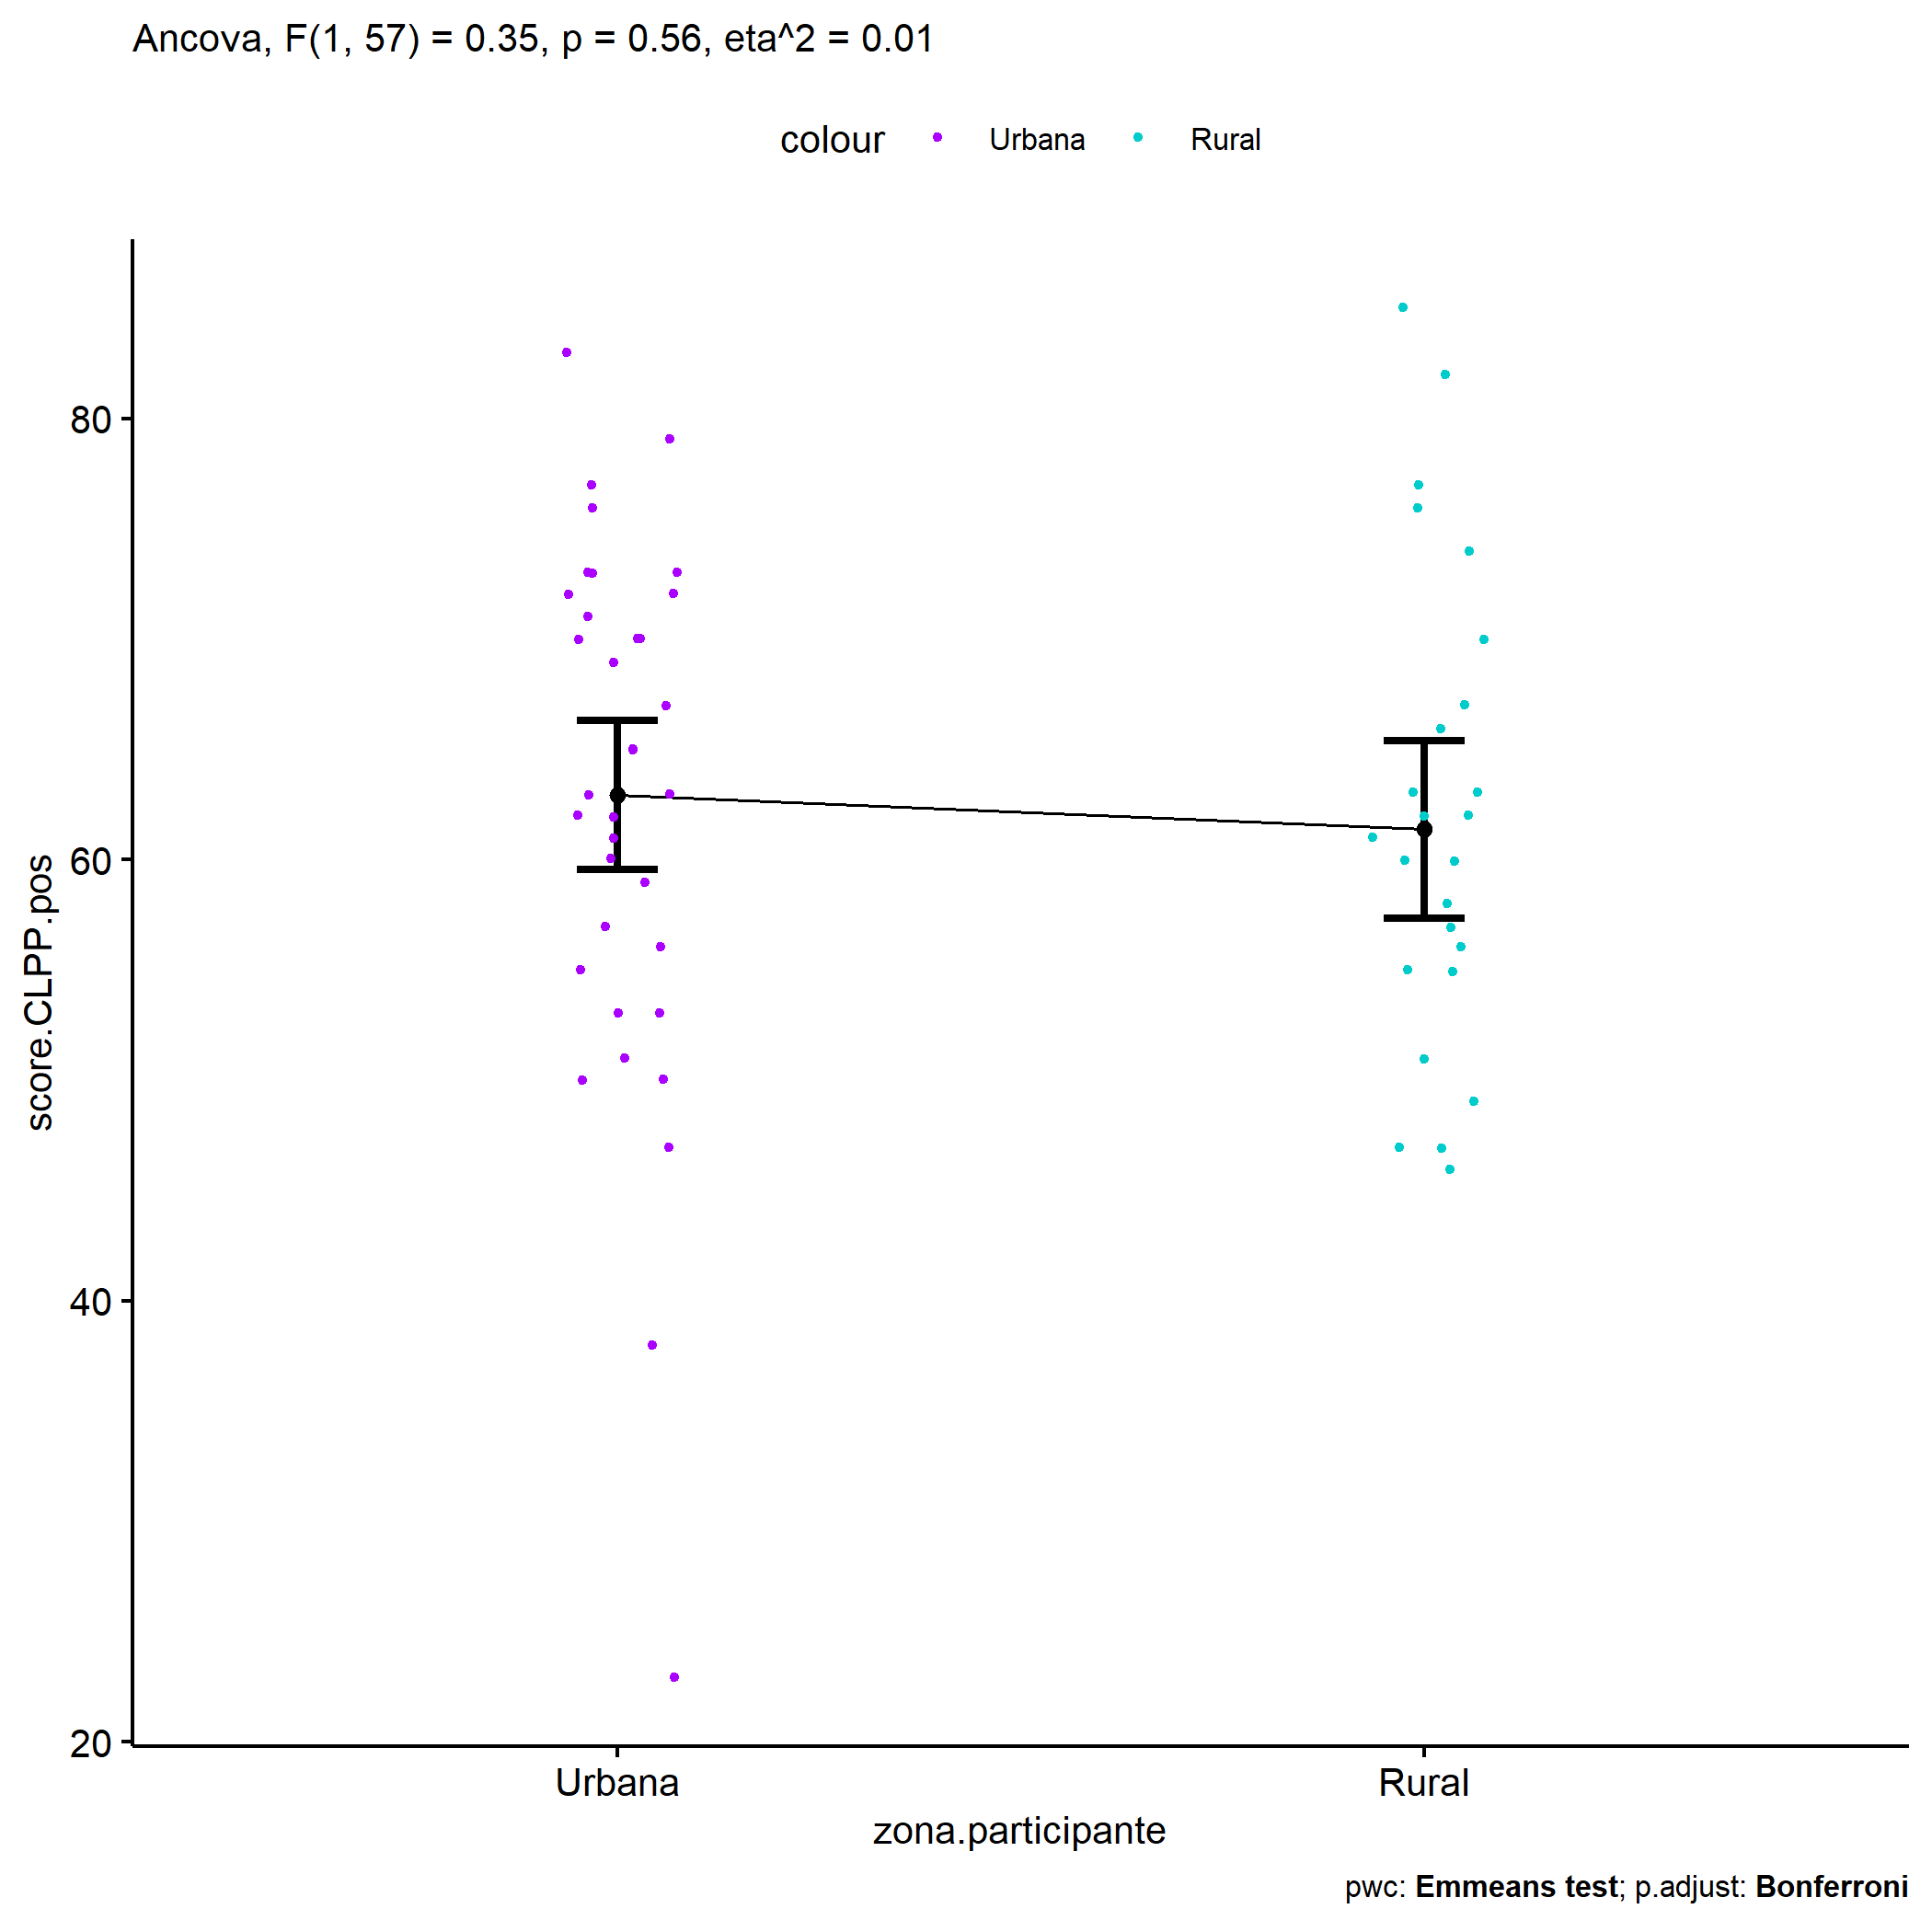 Ancova, F(1, 57) = 0.35, p = 0.56, eta^2 = 0.01
colour Urbana Rural
score.CLPP.pos
80
60
40
20
Urbana Rural
zona.participante
pwc: Emmeans test; p.adjust: Bonferroni